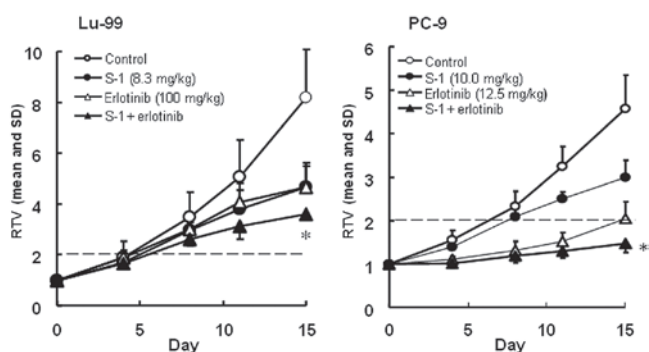 Lu-99
RTV (mean and SD)
10
8
6
4
2
0
Control
S-1 (8.3 mg/kg)
Erlotinib (100 mg/kg)
S-1 + erlotinib
*
0
5
10
15
Day
PC-9
RTV (mean and SD)
6
5
4
3
2
1
0
Control
S-1 (10.0 mg/kg)
Erlotinib (12.5 mg/kg)
S-1 + erlotinib
*
0
5
10
15
Day